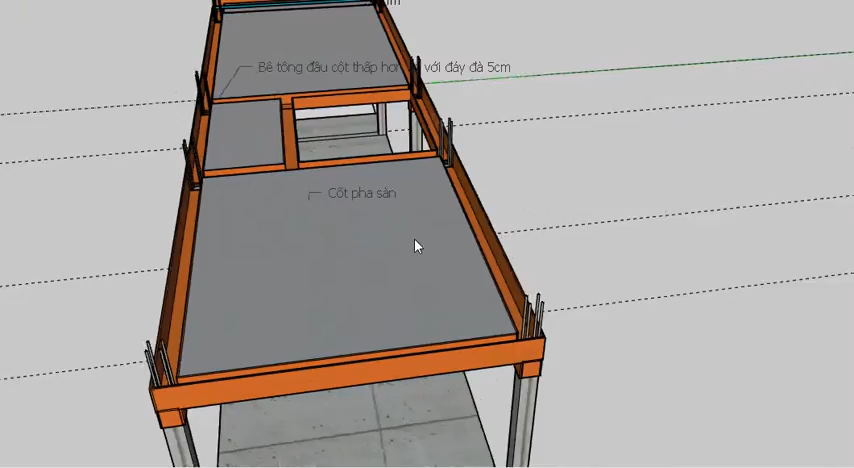 Bê tông đầu cột thấp hơn với đáy đà 5cm
Cốt pha sàn